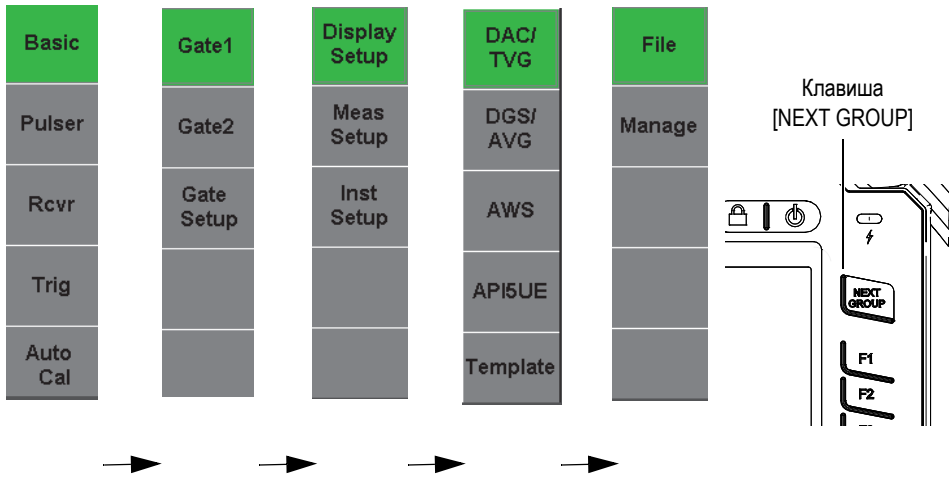 Basic
Pulser
Rcvr
Trig
Auto
Cal
Gate1
Gate2
Gate
Setup
Display
Setup
Meas
Setup
Inst
Setup
DAC/
TVG
DGS/
AVG
AWS
API5UE
Template
File
Manage
Клавиша
[NEXT GROUP]
NEXT
GROUP
F1
F2